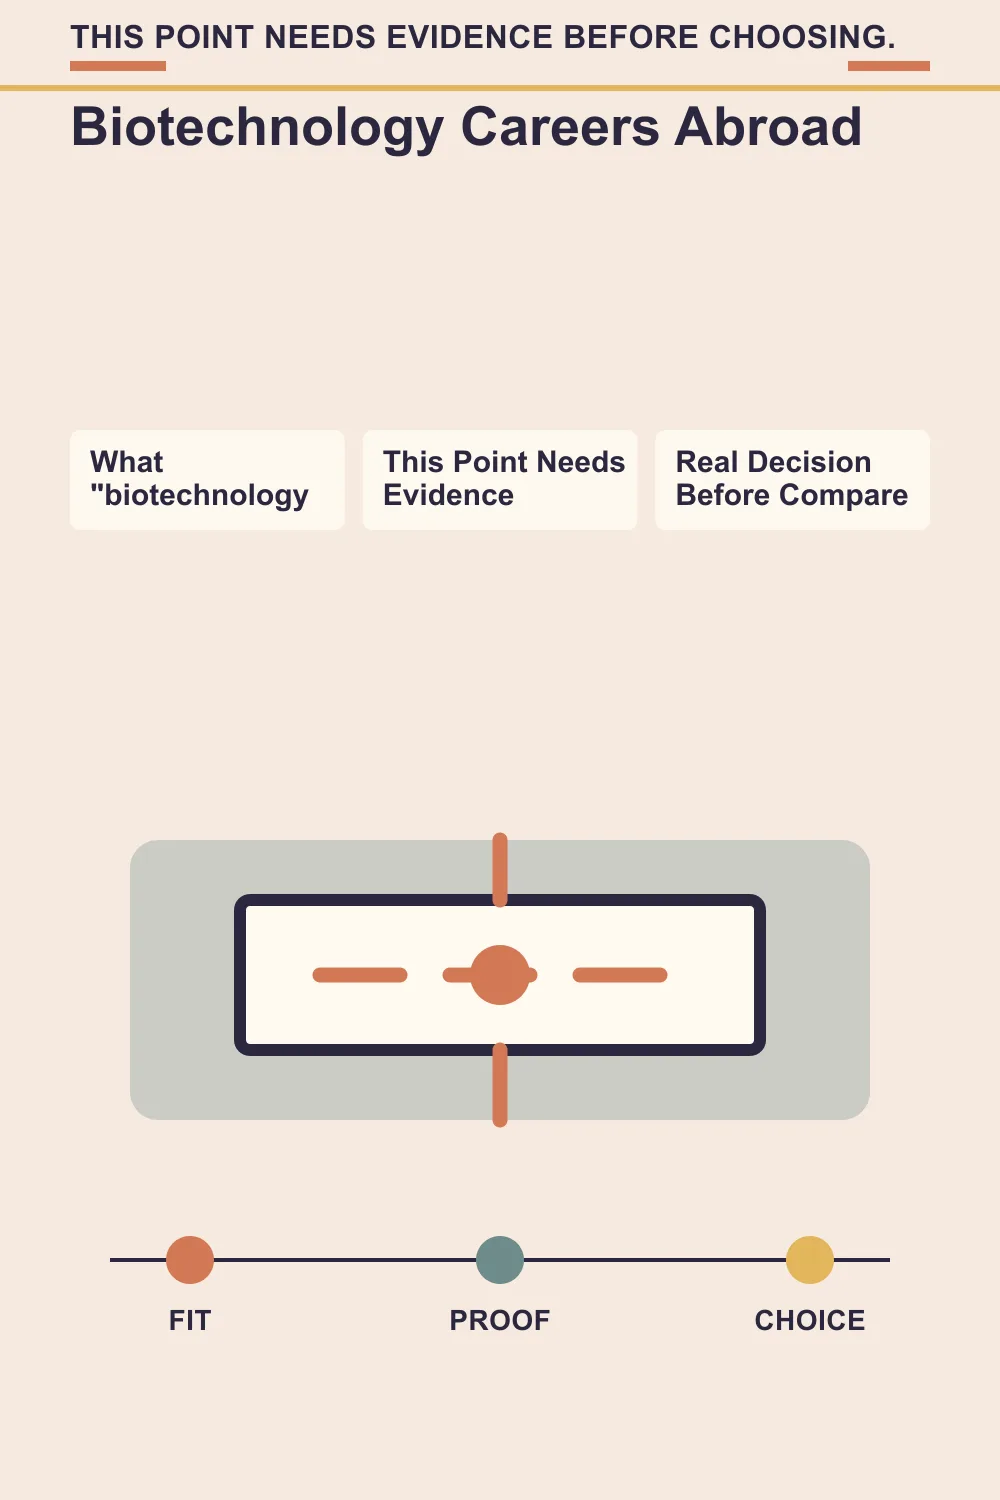 THIS POINT NEEDS EVIDENCE BEFORE CHOOSING.
Biotechnology Careers Abroad
What
"biotechnology
This Point Needs
Evidence
Real Decision
Before Compare
FIT
PROOF
CHOICE